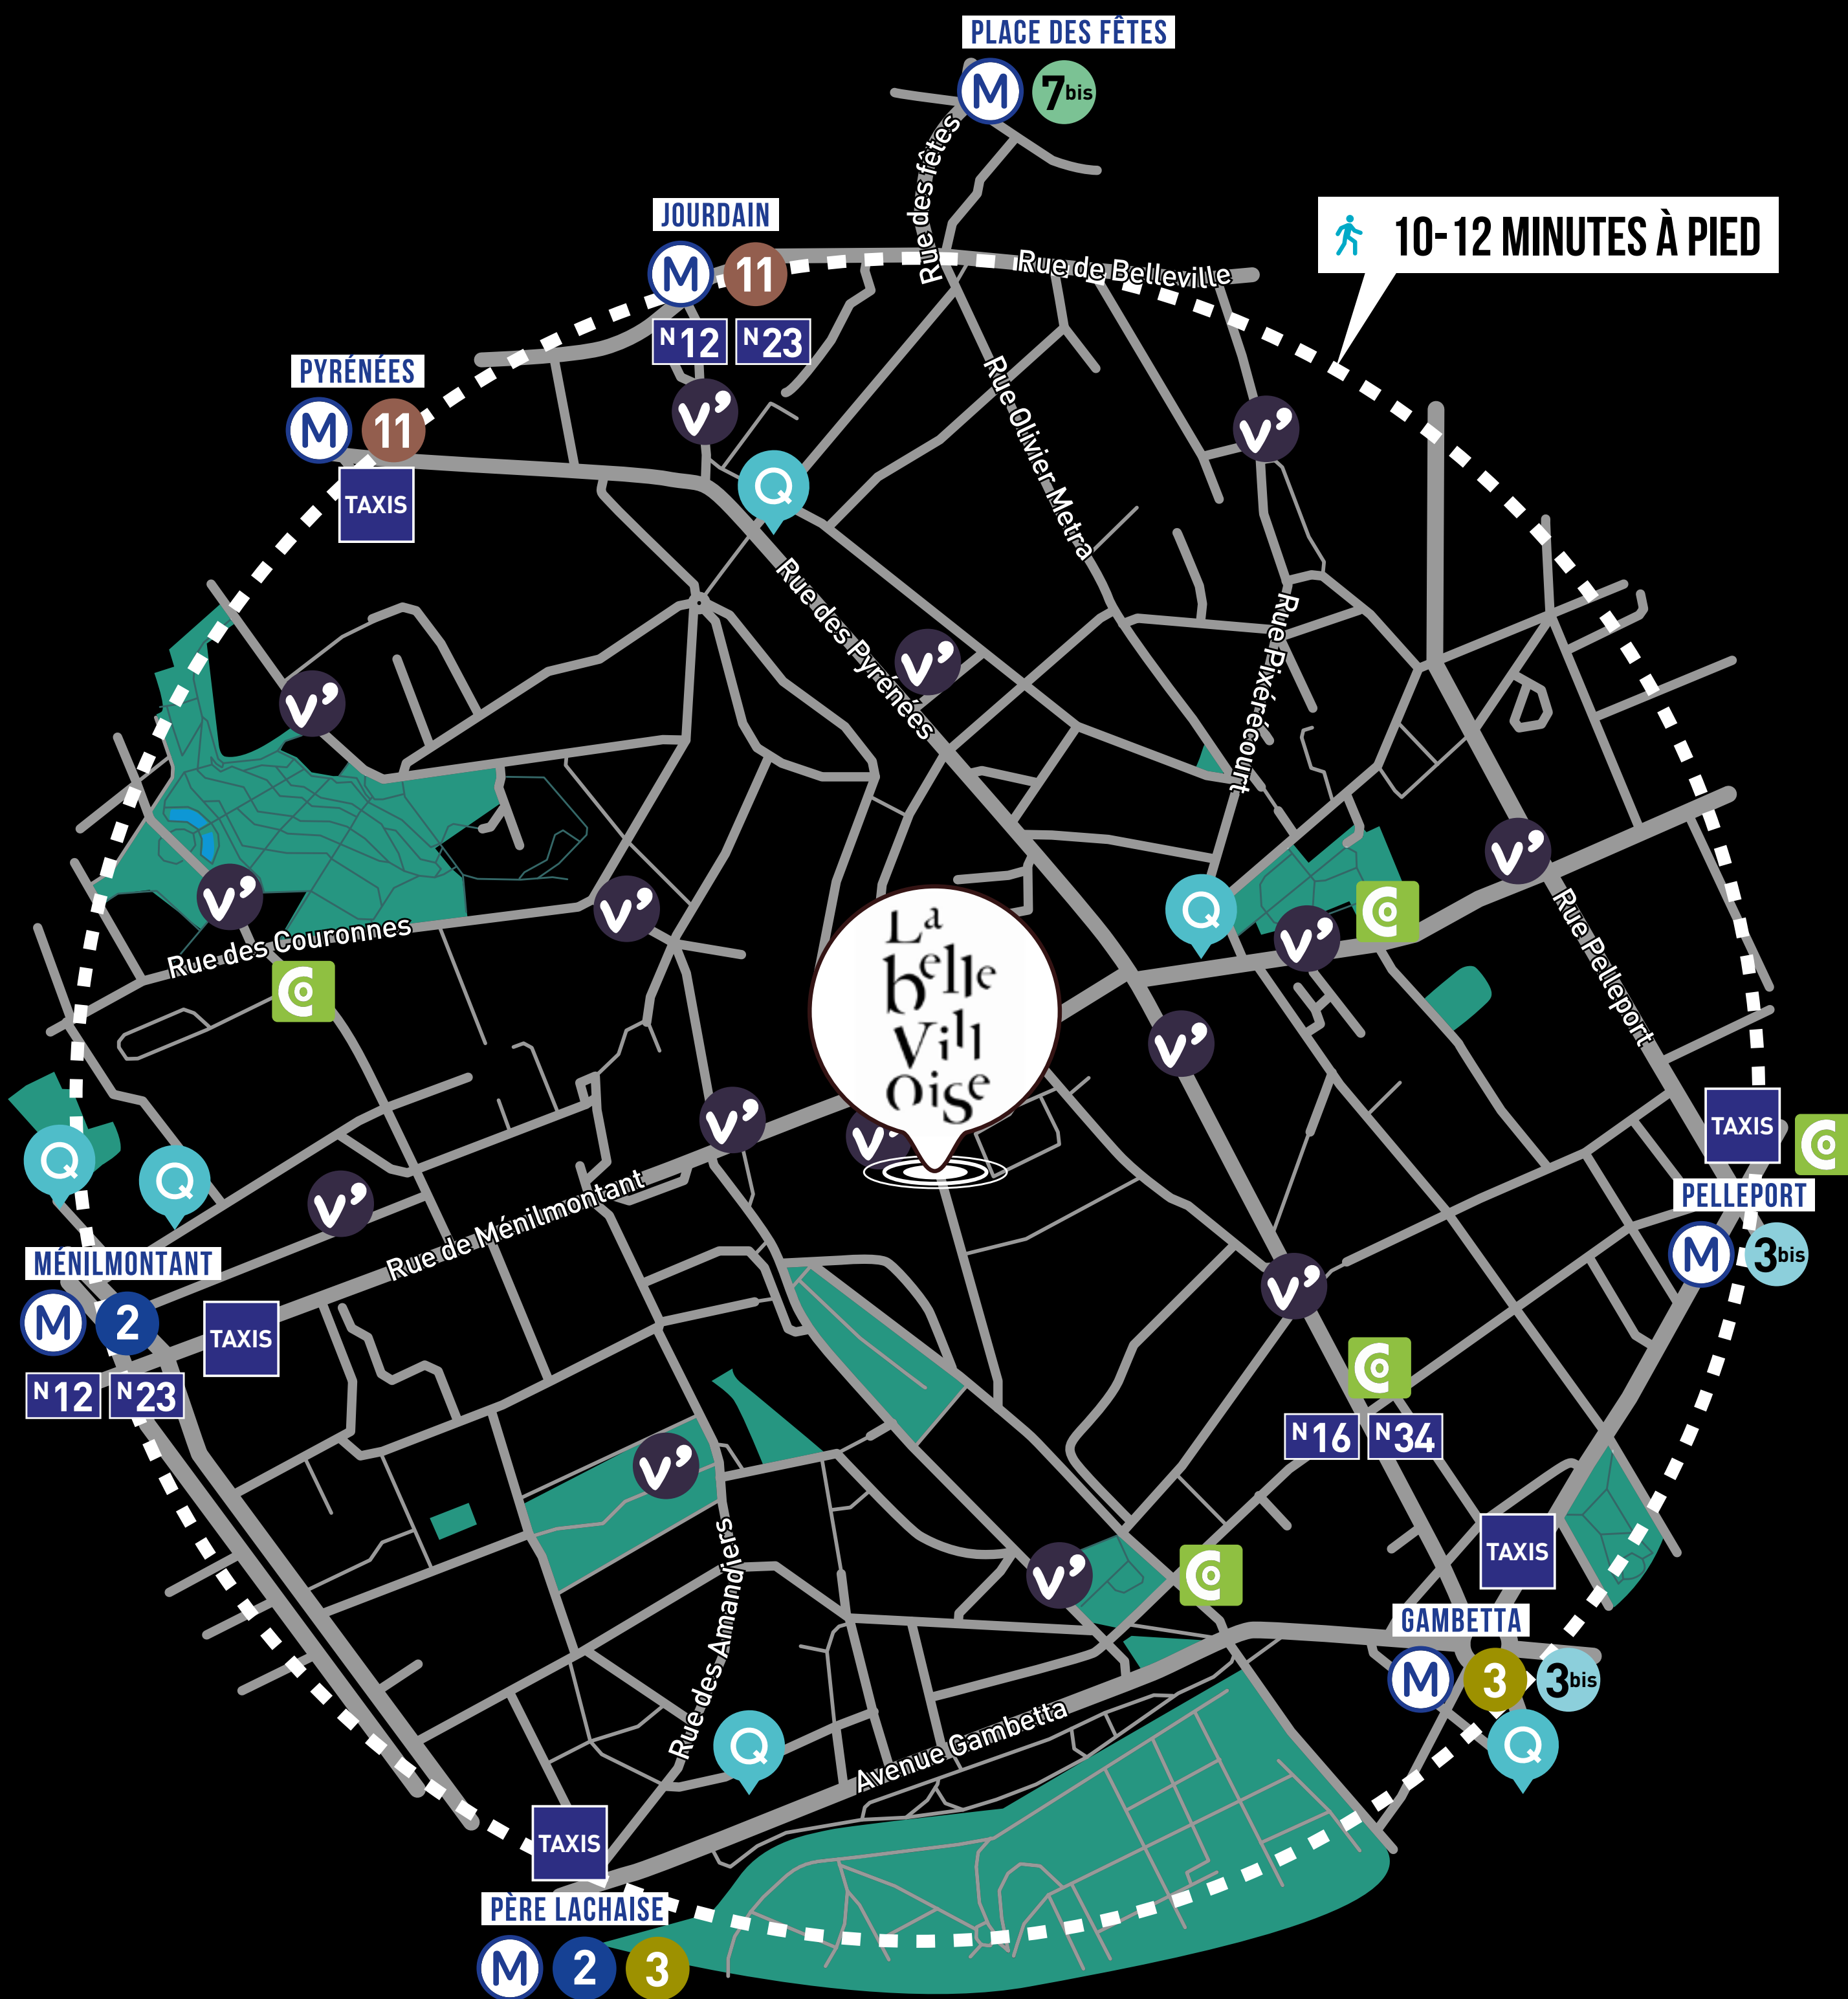 PLACE DES FÊTES
M 7bis
Rue des fêtes
JOURDAIN
M 11
N12 N23
Rue de Belleville
10-12 MINUTES À PIED
PYRÉNÉES
M 11
TAXIS
v'
v'
Rue Olivier Metra
Q
Rue des Pyrénées
Rue Pixérécourt
v'
v'
v'
v'
v'
Q
v'
C
Rue Pelleport
Rue des Couronnes
C
La
belle
Vill
Oise
v'
v'
v'
TAXIS
C
PELLEPORT
M 3bis
Q
Q
v'
Rue de Ménilmontant
MÉNILMONTANT
M 2
TAXIS
N12 N23
v'
C
N16 N34
v'
Rue des Amandiers
v'
C
TAXIS
GAMBETTA
M 3 3bis
Q
Q
Avenue Gambetta
TAXIS
PÈRE LACHAISE
M 2 3